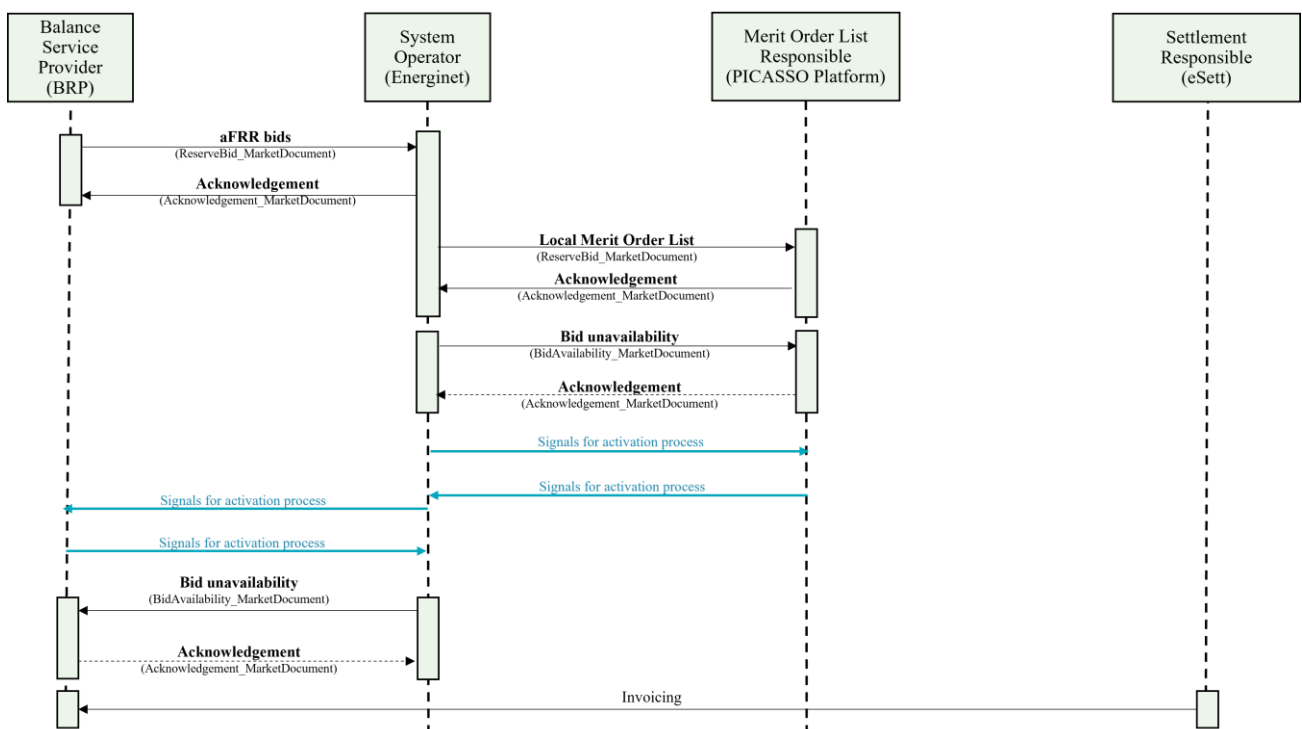 Balance
Service
Provider
(BRP)
System
Operator
(Energinet)
Merit Order List
Responsible
(PICASSO Platform)
Settlement
Responsible
(eSett)
aFRR bids
(ReserveBid_MarketDocument)
Acknowledgement
(Acknowledgement_MarketDocument)
Local Merit Order List
(ReserveBid_MarketDocument)
Acknowledgement
(Acknowledgement_MarketDocument)
Bid unavailability
(BidAvailability_MarketDocument)
Acknowledgement
(Acknowledgement_MarketDocument)
Signals for activation process
Signals for activation process
Signals for activation process
Signals for activation process
Bid unavailability
(BidAvailability_MarketDocument)
Acknowledgement
(Acknowledgement_MarketDocument)
Invoicing